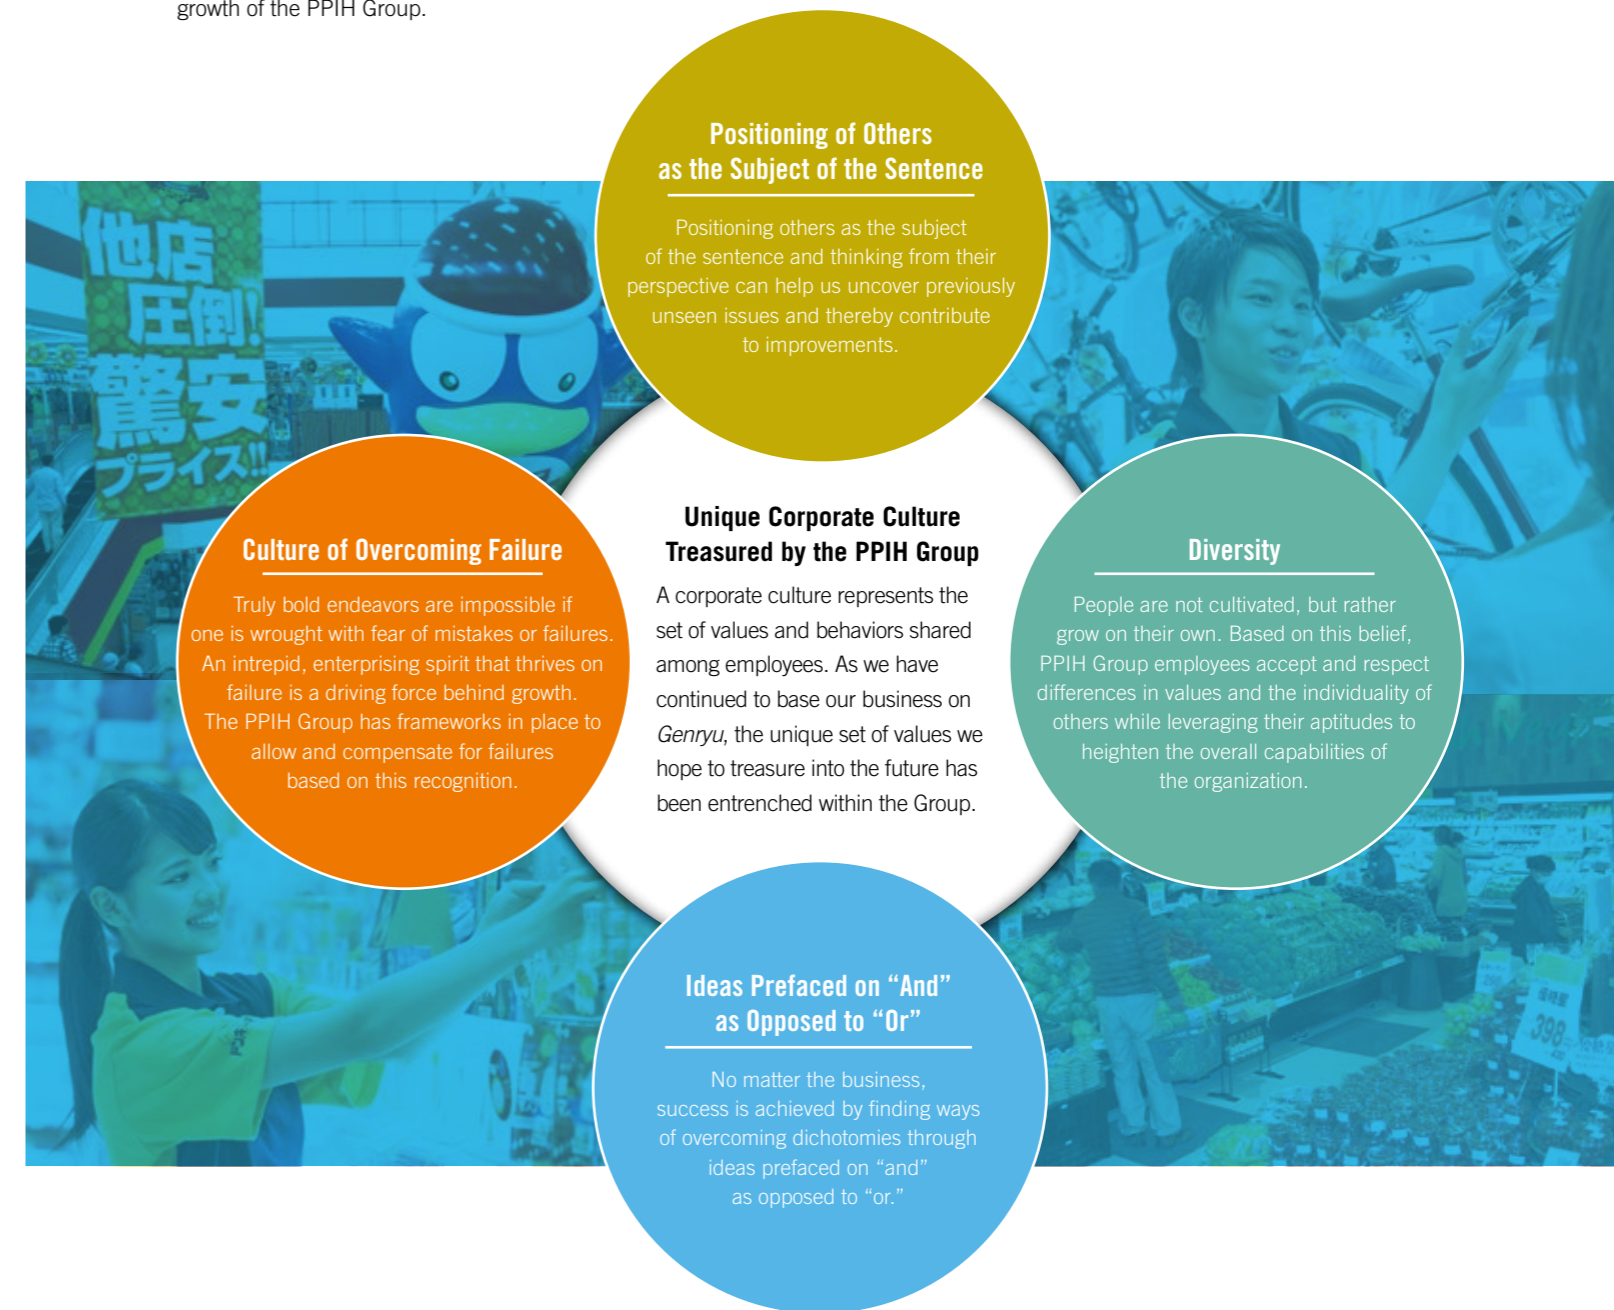 growth of the PPIH Group.
Positioning of Others
as the Subject of the Sentence
Positioning others as the subject
of the sentence and thinking from their
perspective can help us uncover previously
unseen issues and thereby contribute
to improvements.
他店
圧倒!
驚安
プライス!!
Culture of Overcoming Failure
Truly bold endeavors are impossible if
one is wrought with fear of mistakes or failures.
An intrepid, enterprising spirit that thrives on
failure is a driving force behind growth.
The PPIH Group has frameworks in place to
allow and compensate for failures
based on this recognition.
Unique Corporate Culture
Treasured by the PPIH Group
A corporate culture represents the
set of values and behaviors shared
among employees. As we have
continued to base our business on
Genryu, the unique set of values we
hope to treasure into the future has
been entrenched within the Group.
Diversity
People are not cultivated, but rather
grow on their own. Based on this belief,
PPIH Group employees accept and respect
differences in values and the individuality of
others while leveraging their aptitudes to
heighten the overall capabilities of
the organization.
Ideas Prefaced on “And”
as Opposed to “Or”
No matter the business,
success is achieved by finding ways
of overcoming dichotomies through
ideas prefaced on “and”
as opposed to “or.”
398